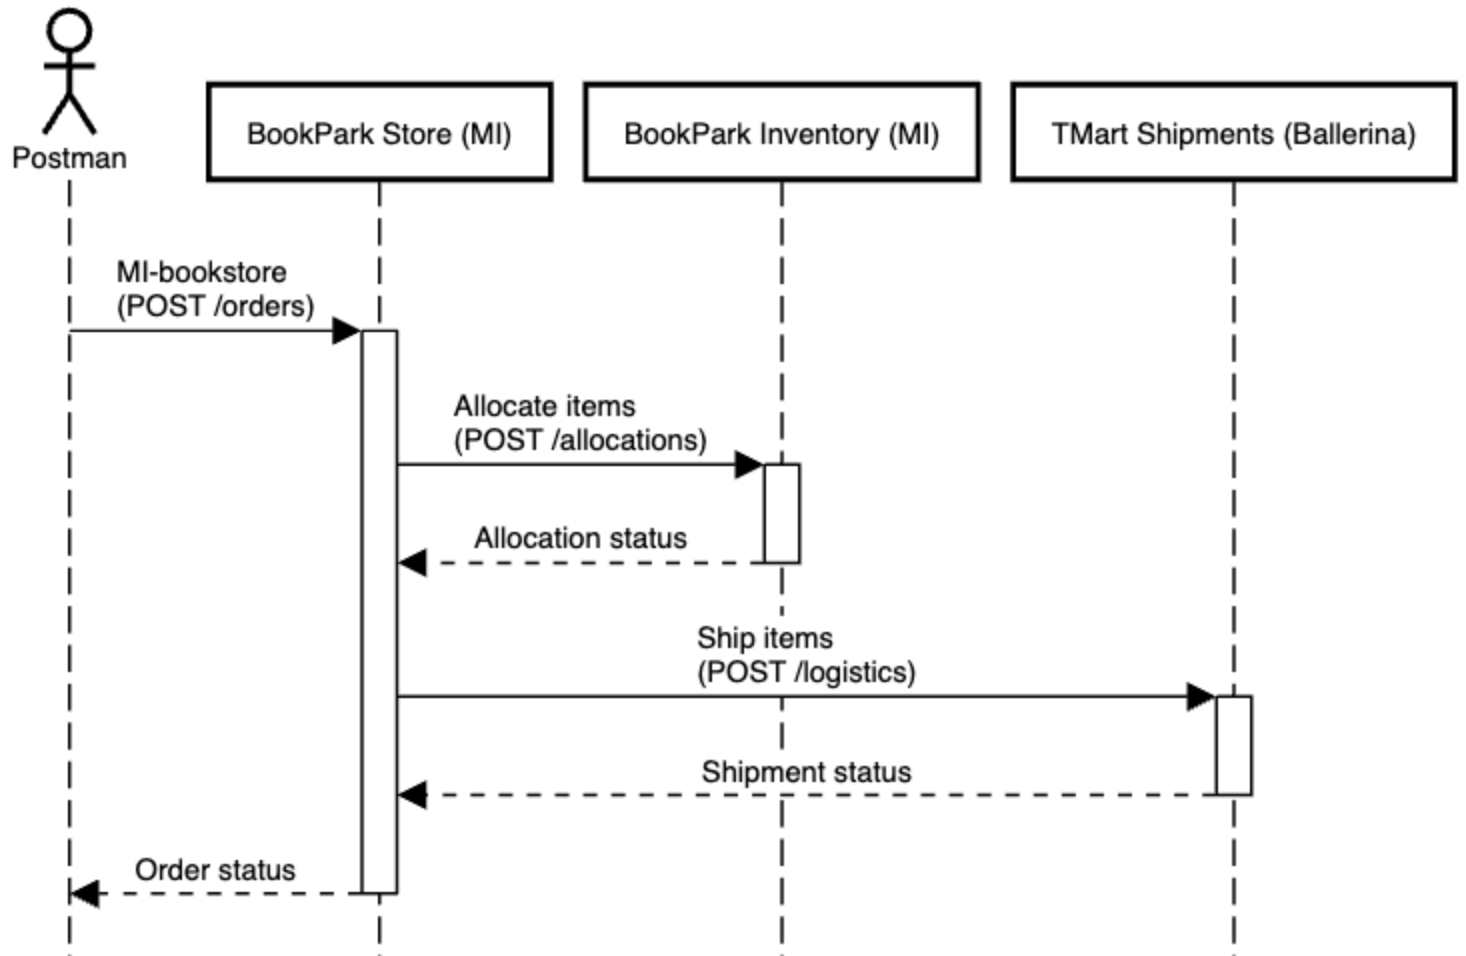 Postman
BookPark Store (MI)
BookPark Inventory (MI)
TMart Shipments (Ballerina)
MI-bookstore
(POST /orders)
Allocate items
(POST /allocations)
Allocation status
Ship items
(POST /logistics)
Shipment status
Order status